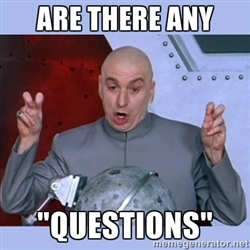 ARE THERE ANY
"QUESTIONS"
memegenerator.net